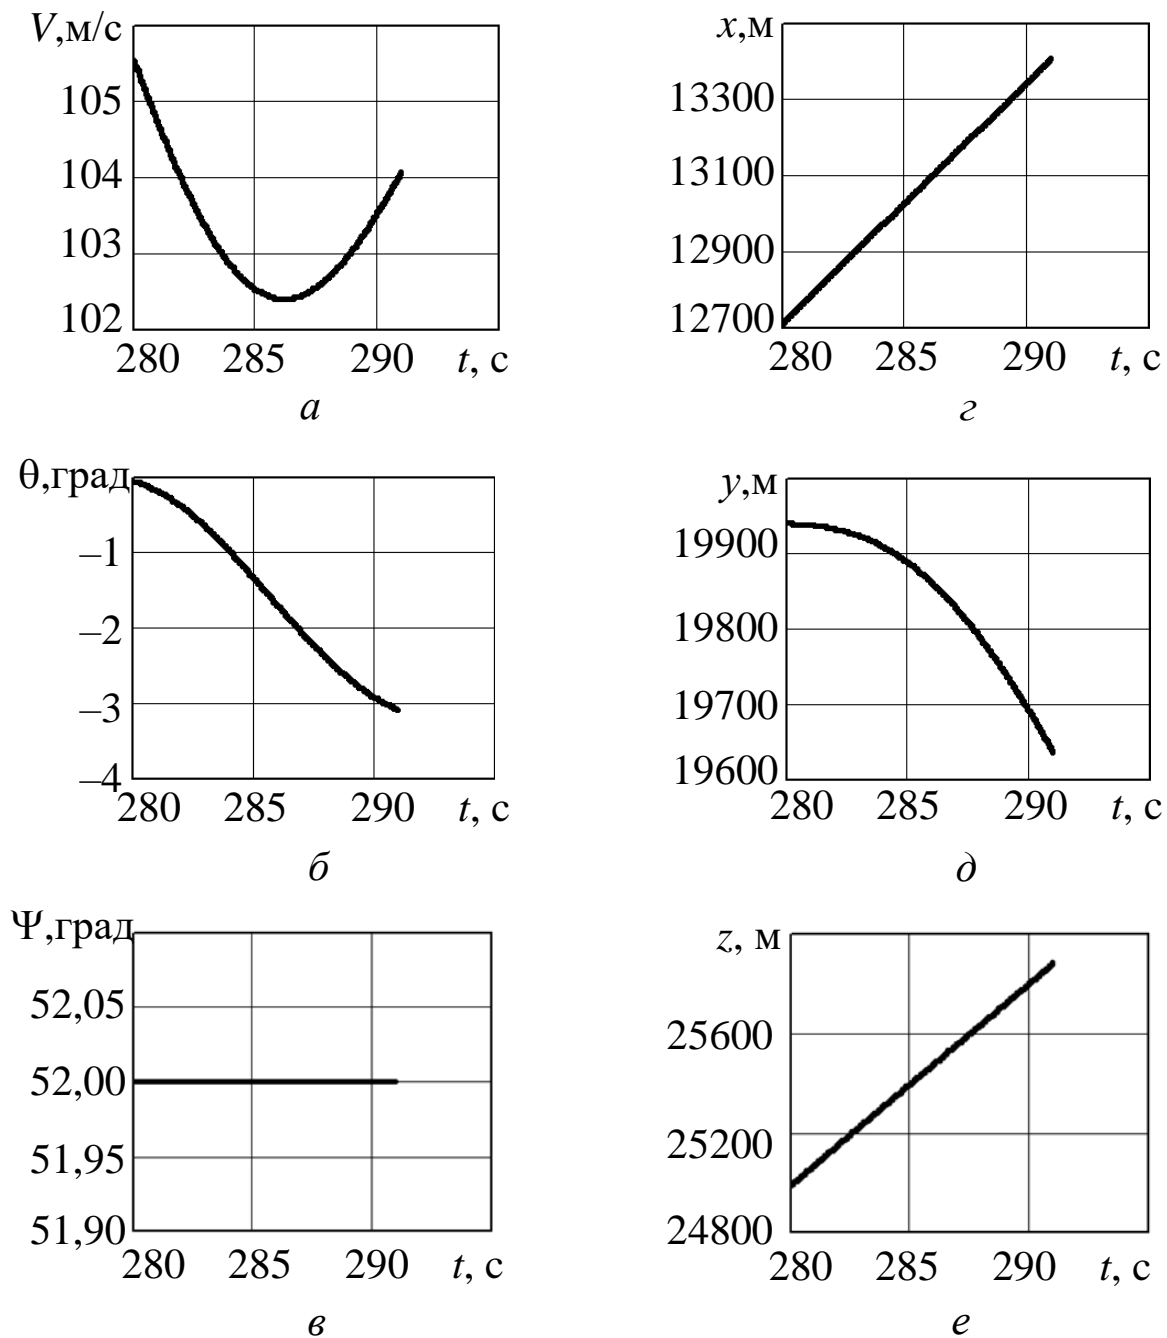 V,м/с
105
104
103
102
280 285 290 t, с
а
x,м
13300
13100
12900
12700
280 285 290 t, с
г
θ,град
–1
–2
–3
–4
280 285 290 t, с
б
y,м
19900
19800
19700
19600
280 285 290 t, с
д
Ψ,град
52,05
52,00
51,95
51,90
280 285 290 t, с
в
z, м
25600
25200
24800
280 285 290 t, с
е